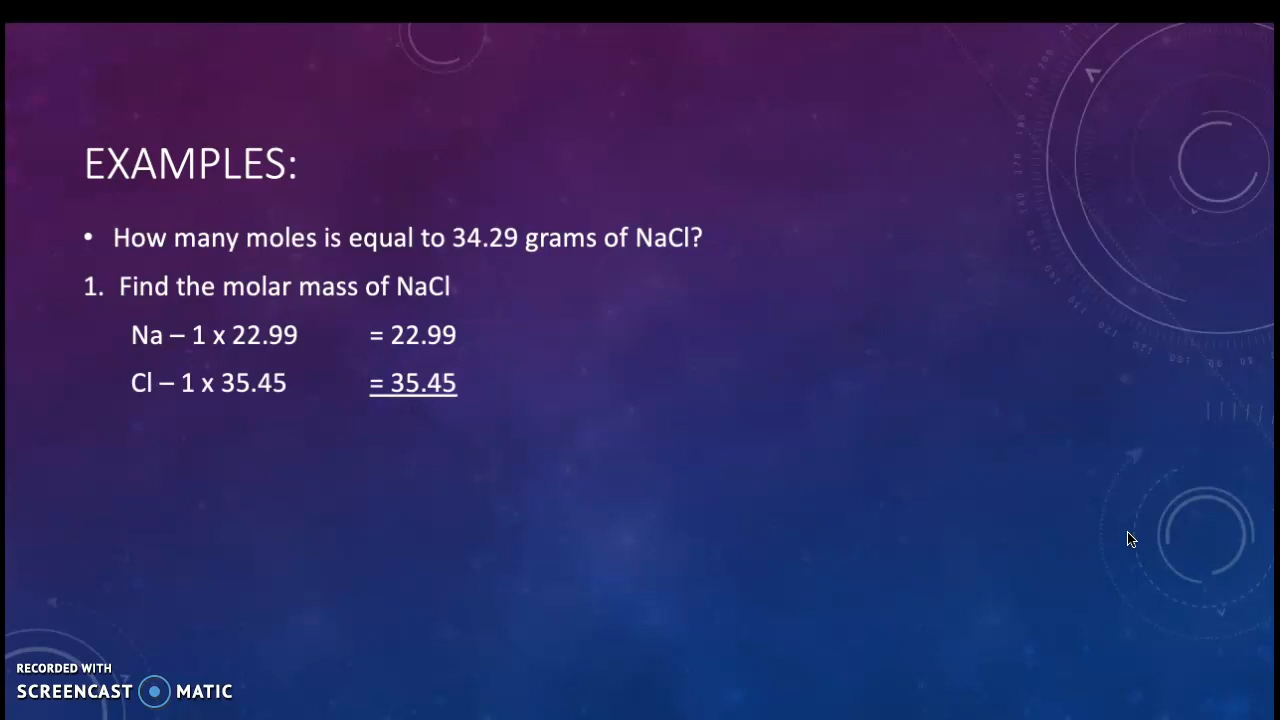 EXAMPLES:
• How many moles is equal to 34.29 grams of NaCl?
1. Find the molar mass of NaCl
Na – 1 x 22.99 = 22.99
Cl – 1 x 35.45 = 35.45
RECORDED WITH
SCREENCAST MATIC